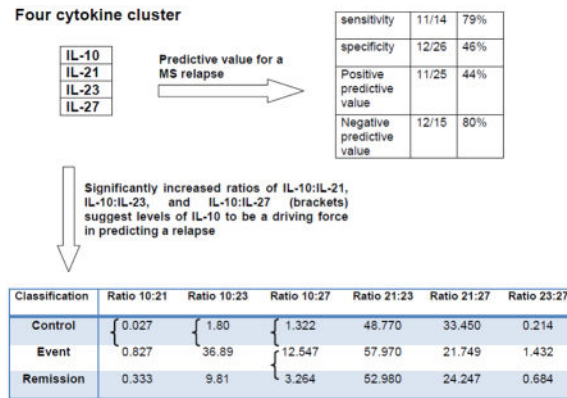 Four cytokine cluster
IL-10
IL-21
IL-23
IL-27
Predictive value for a
MS relapse
sensitivity 11/14 79%
specificity 12/26 46%
Positive predictive value 11/25 44%
Negative predictive value 12/15 80%
Significantly increased ratios of IL-10:IL-21,
IL-10:IL-23, and IL-10:IL-27 (brackets)
suggest levels of IL-10 to be a driving force
in predicting a relapse
Classification Ratio 10:21 Ratio 10:23 Ratio 10:27 Ratio 21:23 Ratio 21:27 Ratio 23:27
Control 0.027 1.80 1.322 48.770 33.450 0.214
Event 0.827 36.89 12.547 57.970 21.749 1.432
Remission 0.333 9.81 3.264 52.980 24.247 0.684